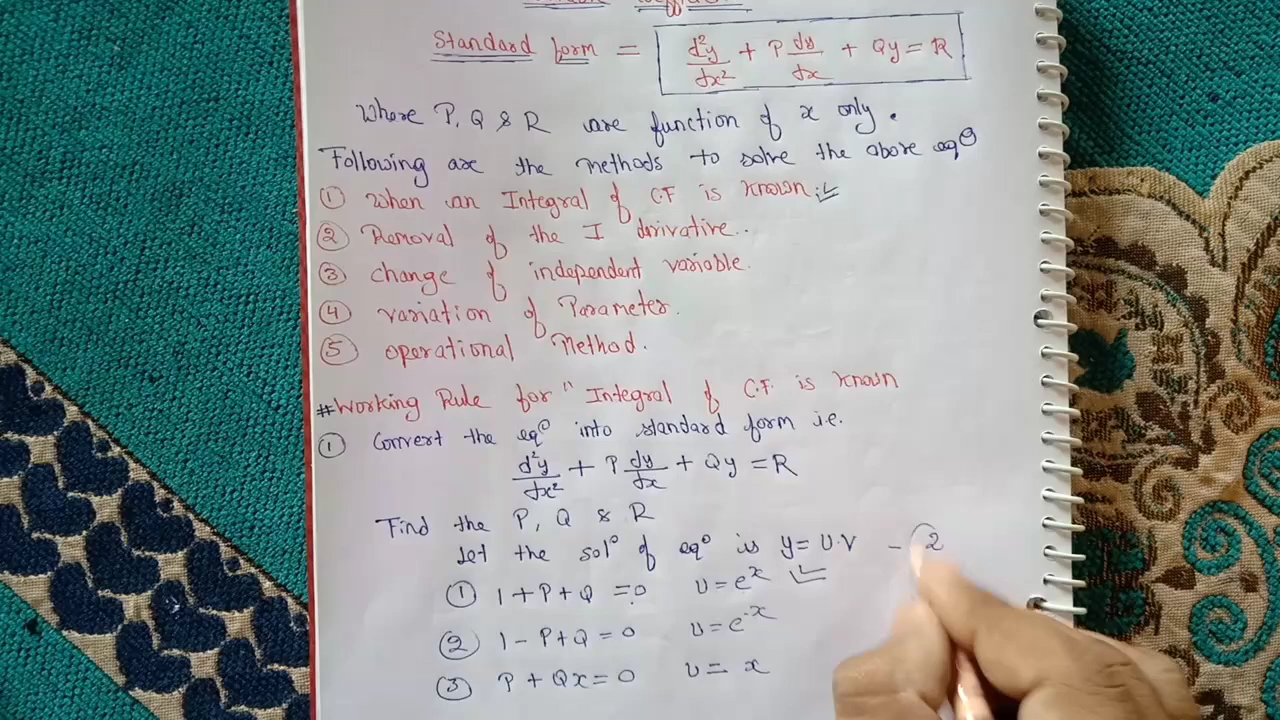 Standard form = d²y/dx² + P dy/dx + Qy = R
Where P, Q & R are function of x only.
Following are the methods to solve the above eqⁿ
① When an Integral of C.F is known :-
② Removal of the I derivative..
③ change of independent variable.
④ variation of Parameter.
⑤ operational Method.
# Working Rule for " Integral of C.F. is known
① Convert the eqⁿ into standard form i.e.
d²y/dx² + P dy/dx + Qy = R
Find the P, Q & R
Let the solⁿ of eqⁿ is y = U.V - ②
① 1 + P + Q = 0 u = e^x
② 1 - P + Q = 0 u = e^-x
③ P + Qx = 0 u = x